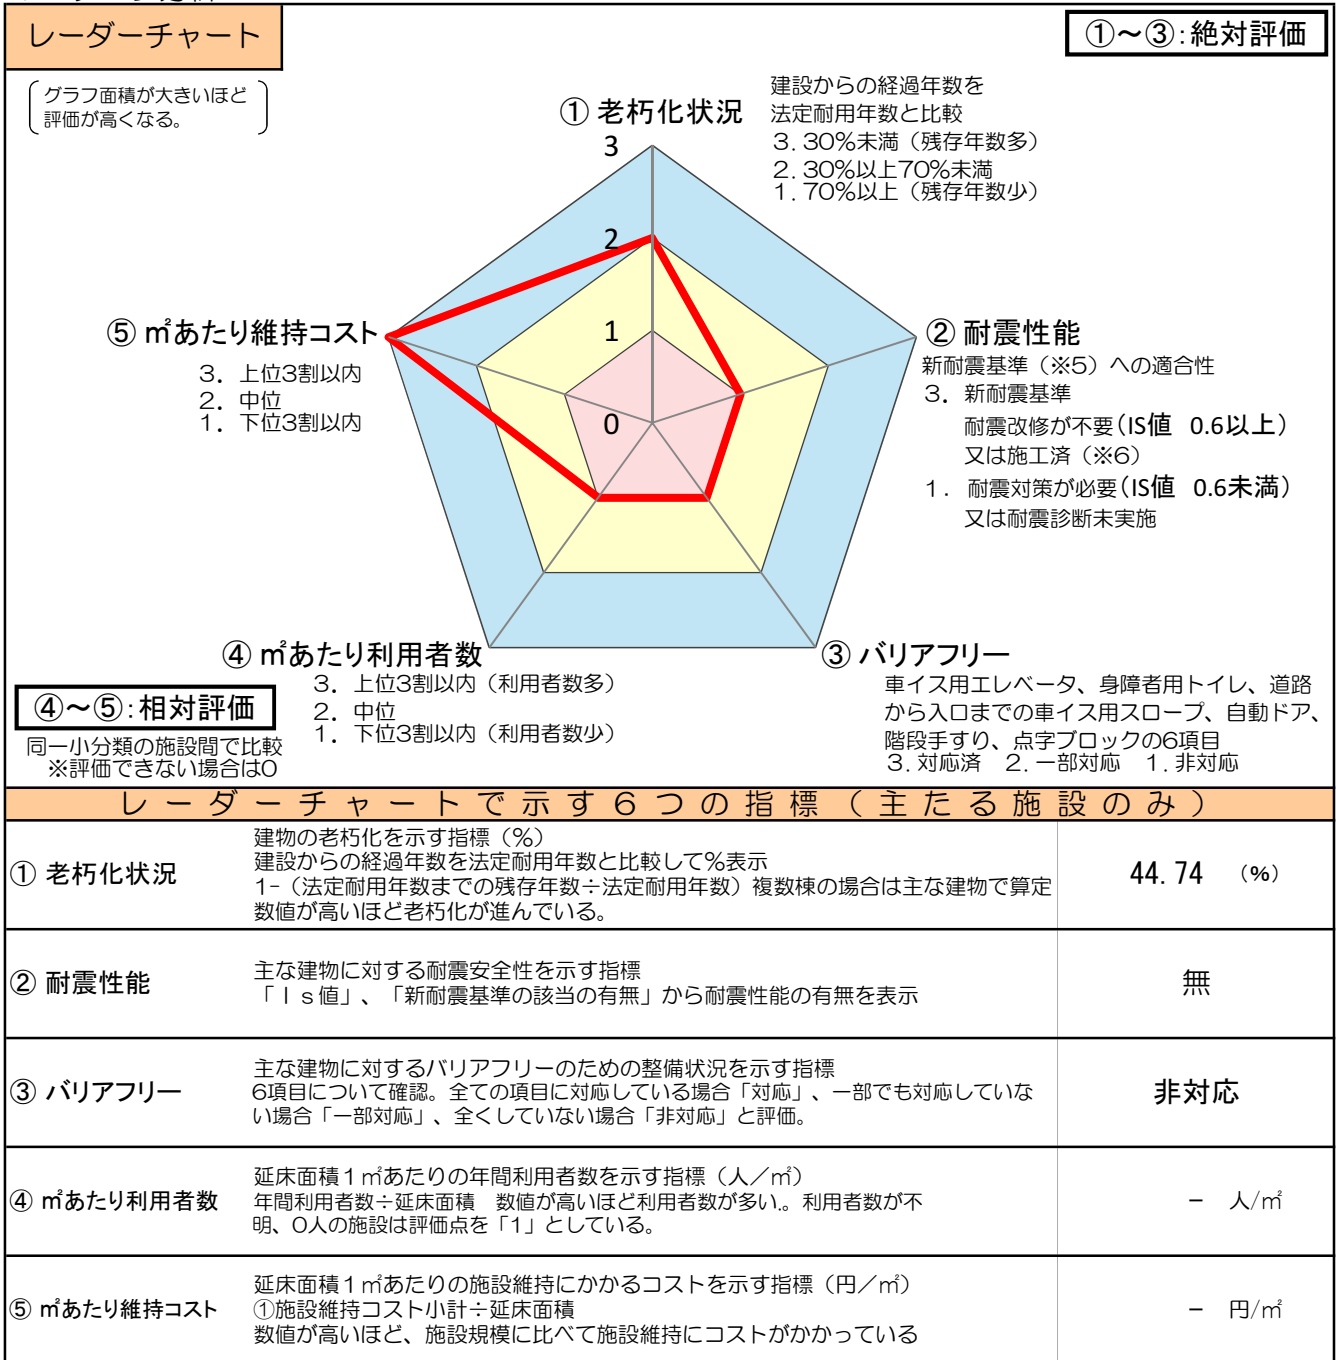 レーダーチャート
①～③:絶対評価
グラフ面積が大きいほど
評価が高くなる。
① 老朽化状況
建設からの経過年数を
法定耐用年数と比較
3. 30%未満（残存年数多）
2. 30%以上70%未満
1. 70%以上（残存年数少）
3
2
1
0
⑤ ㎡あたり維持コスト
3. 上位3割以内
2. 中位
1. 下位3割以内
② 耐震性能
新耐震基準（※5）への適合性
3. 新耐震基準
耐震改修が不要（IS値 0.6以上）
又は施工済（※6）
1. 耐震対策が必要（IS値 0.6未満）
又は耐震診断未実施
④ ㎡あたり利用者数
3. 上位3割以内（利用者数多）
2. 中位
1. 下位3割以内（利用者数少）
③ バリアフリー
車イス用エレベータ、身障者用トイレ、道路
から入口までの車イス用スロープ、自動ドア、
階段手すり、点字ブロックの6項目
3. 対応済 2. 一部対応 1. 非対応
④～⑤:相対評価
同一小分類の施設間で比較
※評価できない場合は0
レーダーチャートで示す６つの指標（主たる施設のみ）
① 老朽化状況
建物の老朽化を示す指標（%）
建設からの経過年数を法定耐用年数と比較して%表示
1-（法定耐用年数までの残存年数÷法定耐用年数）複数棟の場合は主な建物で算定
数値が高いほど老朽化が進んでいる。
44.74 （%）
② 耐震性能
主な建物に対する耐震安全性を示す指標
「Ｉｓ値」、「新耐震基準の該当の有無」から耐震性能の有無を表示
無
③ バリアフリー
主な建物に対するバリアフリーのための整備状況を示す指標
6項目について確認。全ての項目に対応している場合「対応」、一部でも対応していな
い場合「一部対応」、全くしていない場合「非対応」と評価。
非対応
④ ㎡あたり利用者数
延床面積１㎡あたりの年間利用者数を示す指標（人／㎡）
年間利用者数÷延床面積 数値が高いほど利用者数が多い。利用者数が不
明、0人の施設は評価点を「1」としている。
－ 人/㎡
⑤ ㎡あたり維持コスト
延床面積１㎡あたりの施設維持にかかるコストを示す指標（円／㎡）
①施設維持コスト小計÷延床面積
数値が高いほど、施設規模に比べて施設維持にコストがかかっている
－ 円/㎡